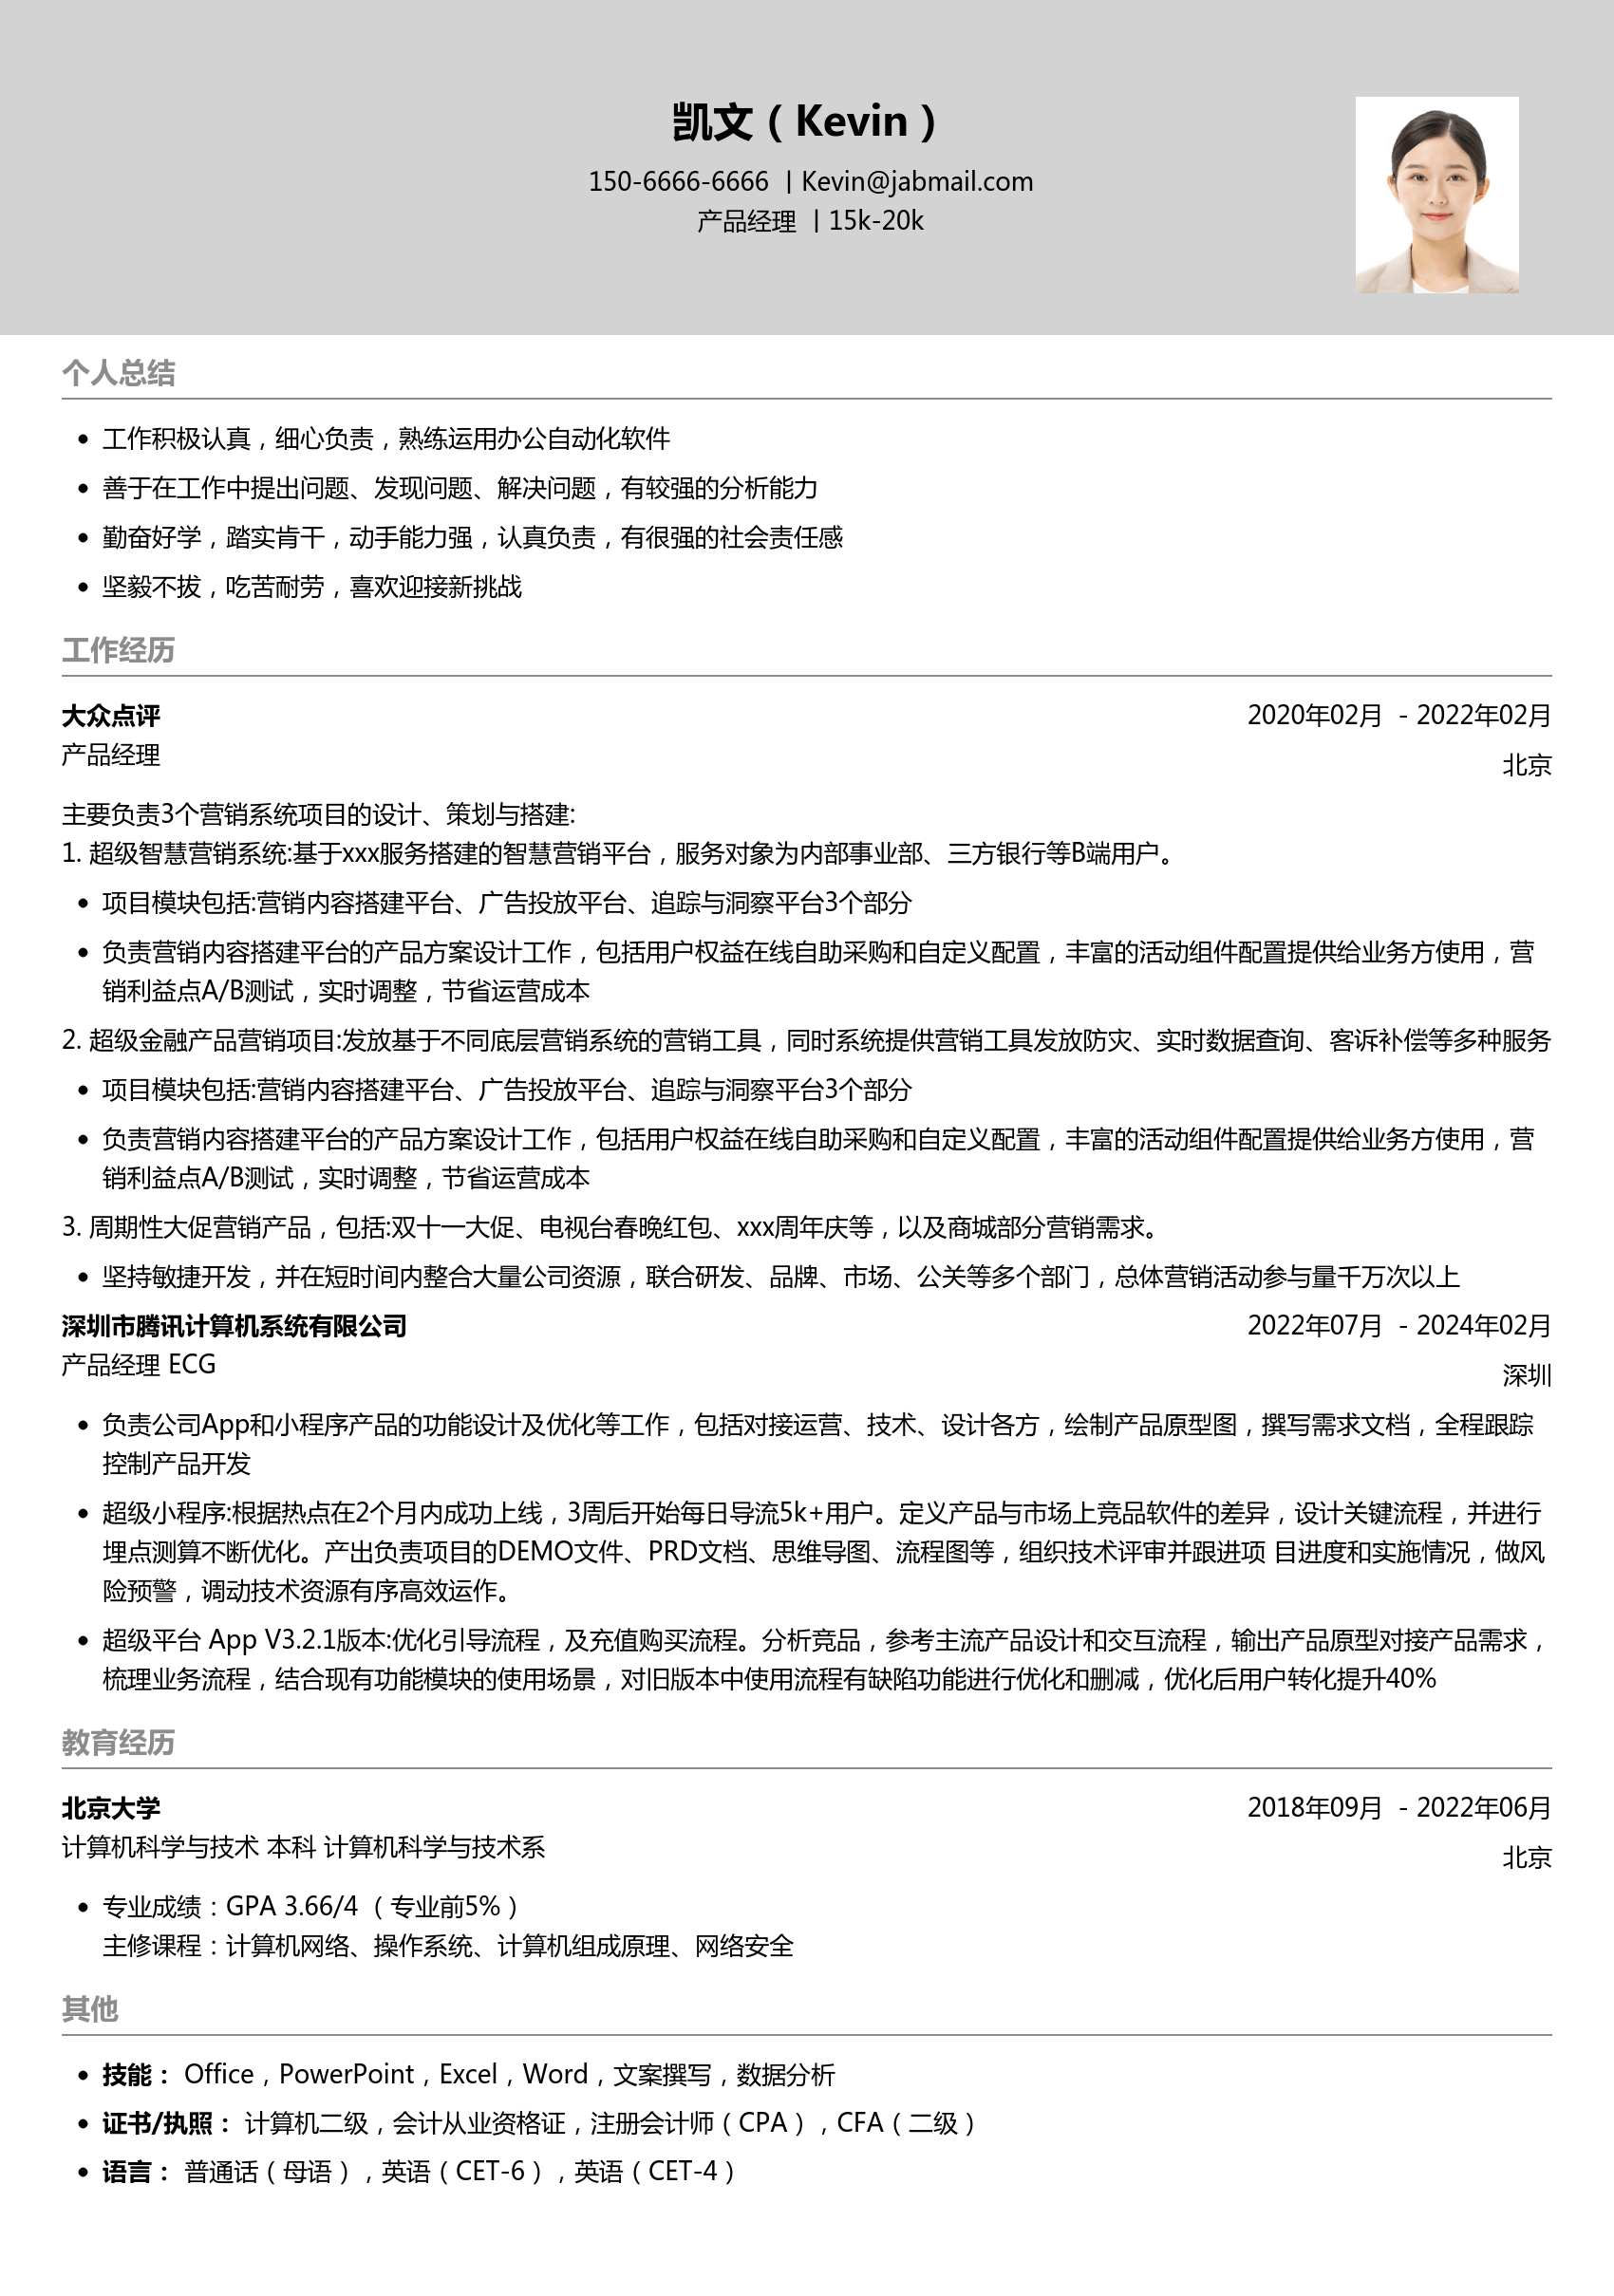 凯文（Kevin）
150-6666-6666 | Kevin@jabmail.com
产品经理 | 15k-20k
个人总结
• 工作积极认真，细心负责，熟练运用办公自动化软件
• 善于在工作中提出问题、发现问题、解决问题，有较强的分析能力
• 勤奋好学，踏实肯干，动手能力强，认真负责，有很强的社会责任感
• 坚毅不拔，吃苦耐劳，喜欢迎接新挑战
工作经历
大众点评 2020年02月 - 2022年02月
产品经理 北京
主要负责3个营销系统项目的设计、策划与搭建:
1. 超级智慧营销系统:基于xxx服务搭建的智慧营销平台，服务对象为内部事业部、三方银行等B端用户。
• 项目模块包括:营销内容搭建平台、广告投放平台、追踪与洞察平台3个部分
• 负责营销内容搭建平台的产品方案设计工作，包括用户权益在线自助采购和自定义配置，丰富的活动组件配置提供给业务方使用，营
销利益点A/B测试，实时调整，节省运营成本
2. 超级金融产品营销项目:发放基于不同底层营销系统的营销工具，同时系统提供营销工具发放防灾、实时数据查询、客诉补偿等多种服务
• 项目模块包括:营销内容搭建平台、广告投放平台、追踪与洞察平台3个部分
• 负责营销内容搭建平台的产品方案设计工作，包括用户权益在线自助采购和自定义配置，丰富的活动组件配置提供给业务方使用，营
销利益点A/B测试，实时调整，节省运营成本
3. 周期性大促营销产品，包括:双十一大促、电视台春晚红包、xxx周年庆等，以及商城部分营销需求。
• 坚持敏捷开发，并在短时间内整合大量公司资源，联合研发、品牌、市场、公关等多个部门，总体营销活动参与量千万次以上
深圳市腾讯计算机系统有限公司 2022年07月 - 2024年02月
产品经理 ECG 深圳
• 负责公司App和小程序产品的功能设计及优化等工作，包括对接运营、技术、设计各方，绘制产品原型图，撰写需求文档，全程跟踪
控制产品开发
• 超级小程序:根据热点在2个月内成功上线，3周后开始每日导流5k+用户。定义产品与市场上竞品软件的差异，设计关键流程，并进行
埋点测算不断优化。产出负责项目的DEMO文件、PRD文档、思维导图、流程图等，组织技术评审并跟进项 目进度和实施情况，做风
险预警，调动技术资源有序高效运作。
• 超级平台 App V3.2.1版本:优化引导流程，及充值购买流程。分析竞品，参考主流产品设计和交互流程，输出产品原型对接产品需求，
梳理业务流程，结合现有功能模块的使用场景，对旧版本中使用流程有缺陷功能进行优化和删减，优化后用户转化提升40%
教育经历
北京大学 2018年09月 - 2022年06月
计算机科学与技术 本科 计算机科学与技术系 北京
• 专业成绩：GPA 3.66/4 （专业前5%）
主修课程：计算机网络、操作系统、计算机组成原理、网络安全
其他
• 技能： Office，PowerPoint，Excel，Word，文案撰写，数据分析
• 证书/执照： 计算机二级，会计从业资格证，注册会计师（CPA），CFA（二级）
• 语言： 普通话（母语），英语（CET-6），英语（CET-4）